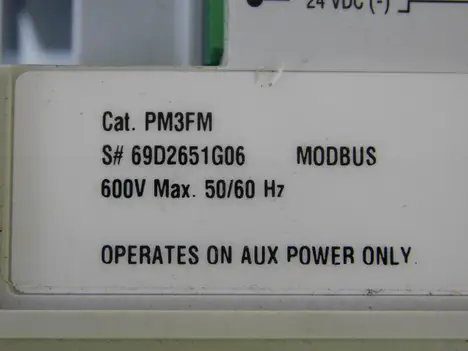 24 VDC (-)
Cat. PM3FM
S# 69D2651G06 MODBUS
600V Max. 50/60 Hz
OPERATES ON AUX POWER ONLY